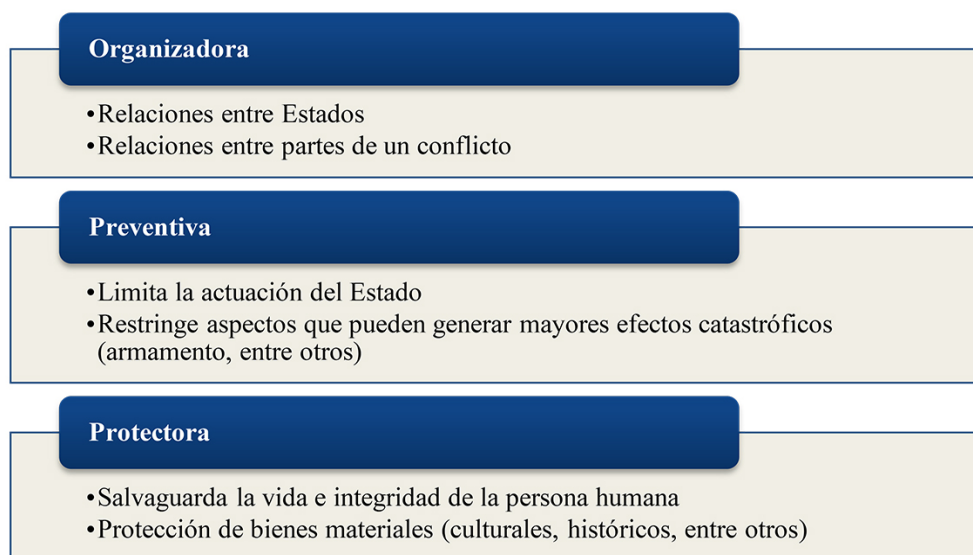 Organizadora
•Relaciones entre Estados
•Relaciones entre partes de un conflicto
Preventiva
•Limita la actuación del Estado
•Restringe aspectos que pueden generar mayores efectos catastróficos
(armamento, entre otros)
Protectora
•Salvaguarda la vida e integridad de la persona humana
•Protección de bienes materiales (culturales, históricos, entre otros)